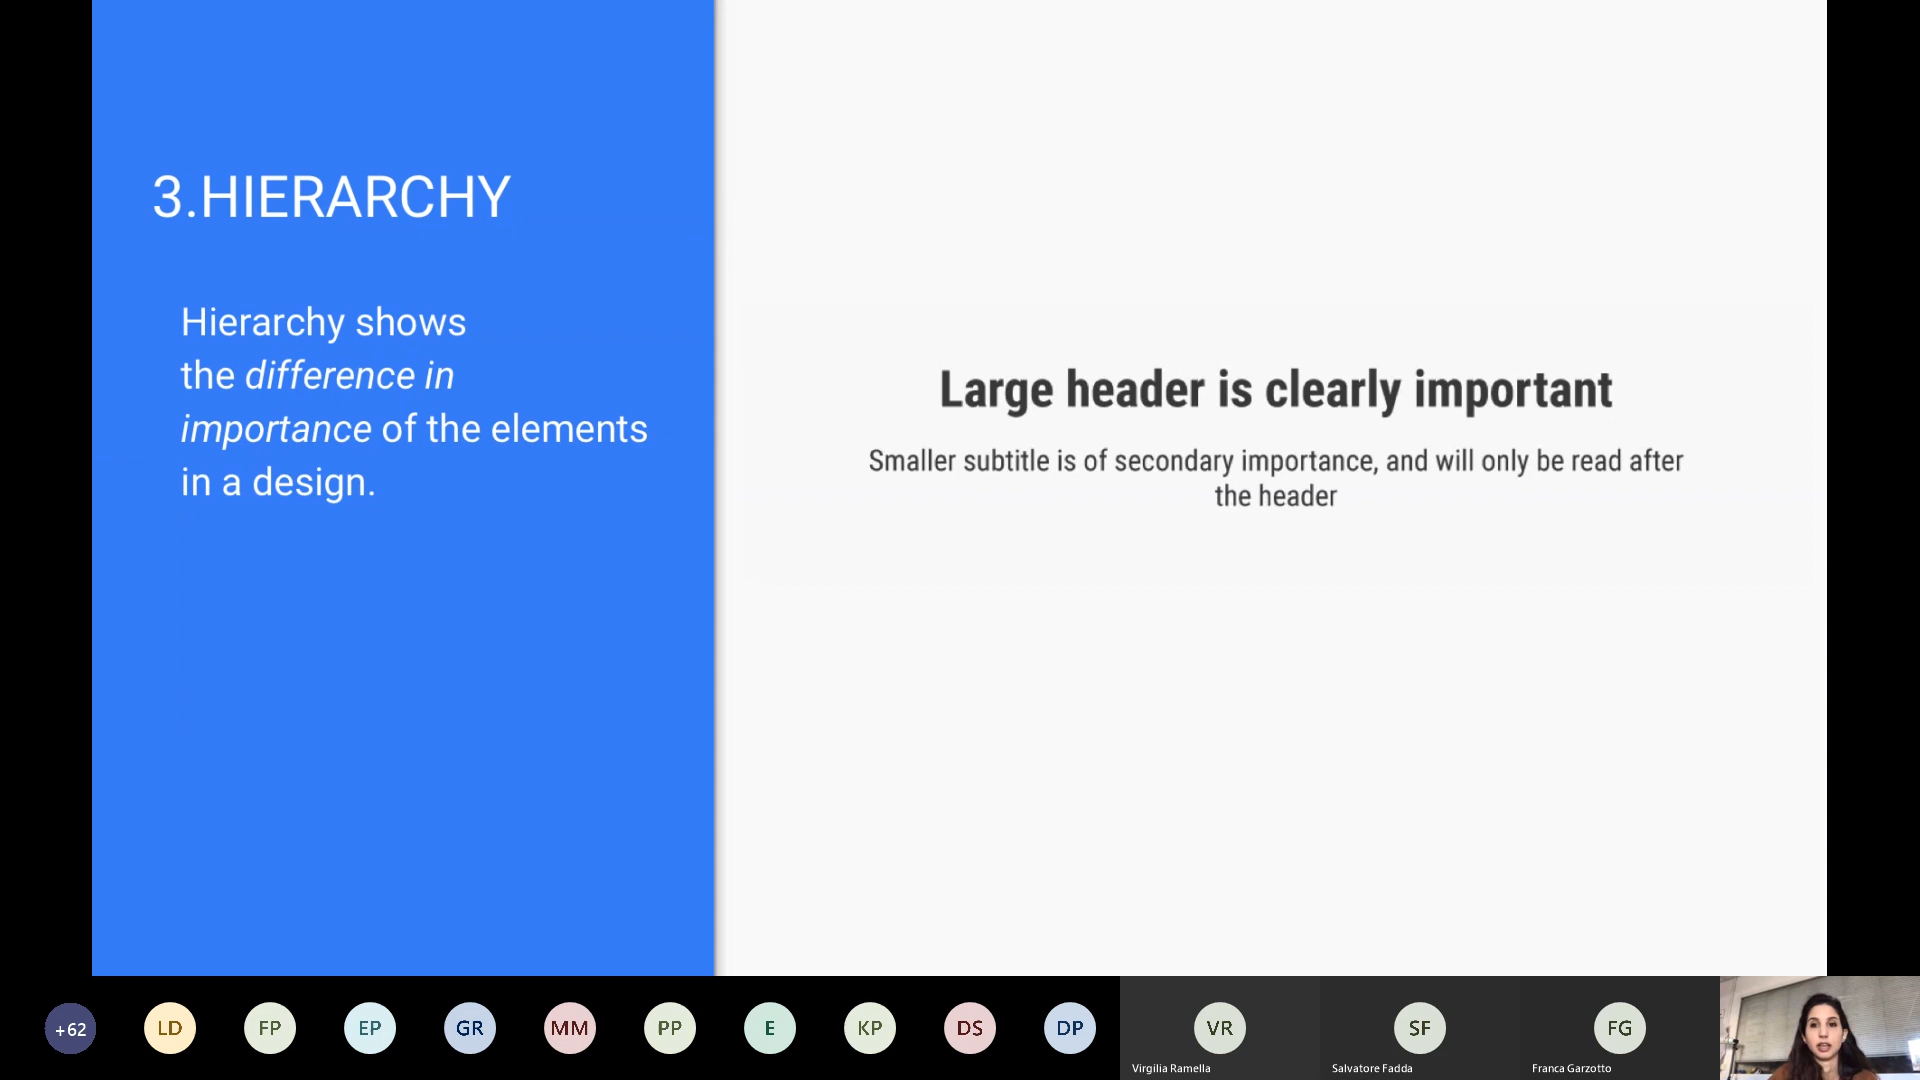 3.HIERARCHY
Hierarchy shows
the difference in
importance of the elements
in a design.
Large header is clearly important
Smaller subtitle is of secondary importance, and will only be read after
the header
+62
LD
FP
EP
GR
MM
PP
E
KP
DS
DP
VR
SF
FG
Virgilia Ramella
Salvatore Fadda
Franca Garzotto